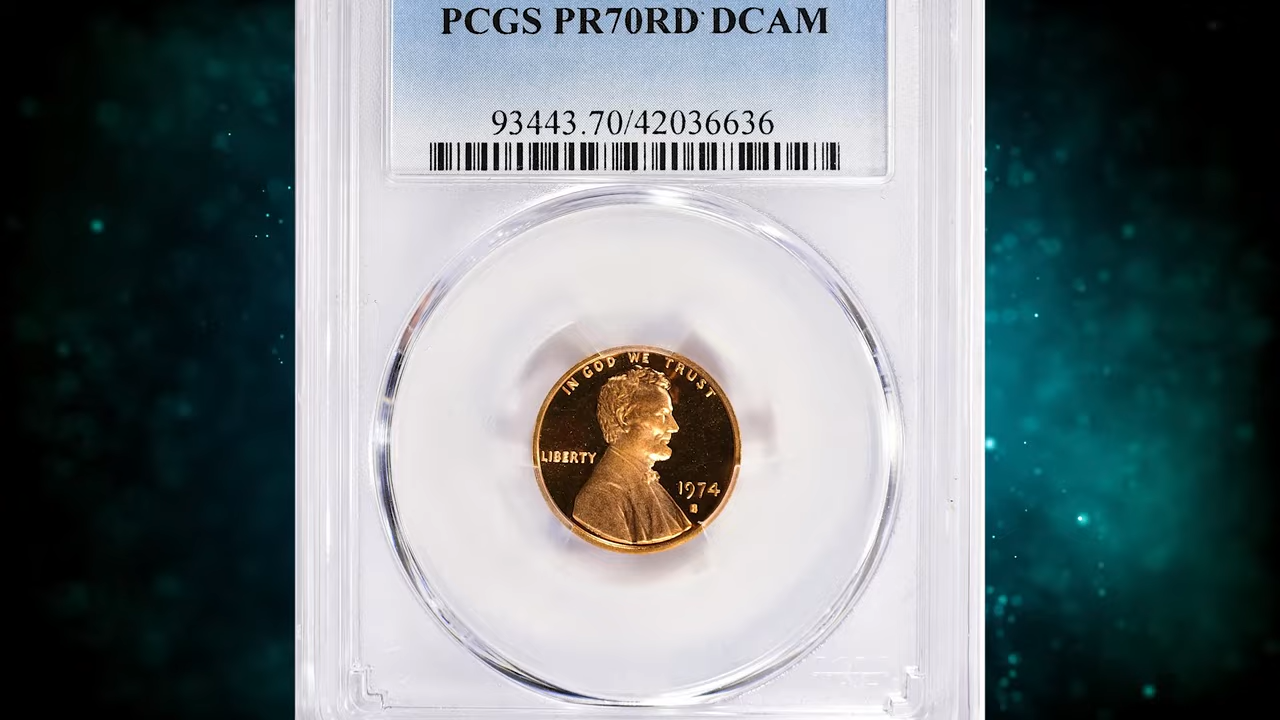 PCGS PR70RD DCAM
93443.70/42036636
IN GOD WE TRUST
LIBERTY
1974
S